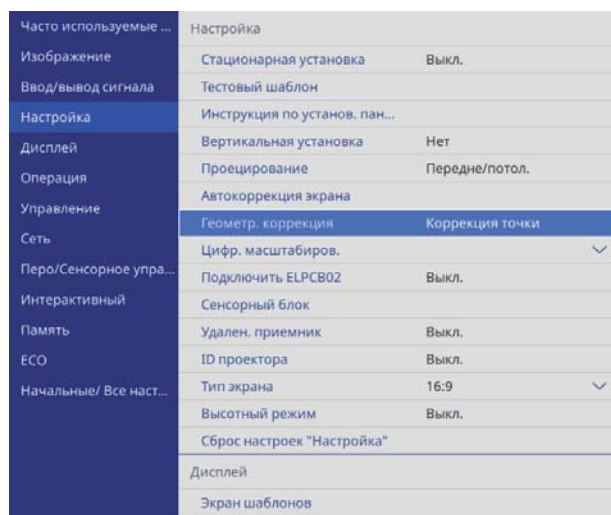 Часто используемые ...
Изображение
Ввод/вывод сигнала
Настройка
Дисплей
Операция
Управление
Сеть
Перо/Сенсорное упра...
Интерактивный
Память
ECO
Начальные/ Все наст...
Настройка
Стационарная установка Выкл.
Тестовый шаблон
Инструкция по установ. пан...
Вертикальная установка Нет
Проецирование Передне/потол.
Автокоррекция экрана
Геометр. коррекция Коррекция точки
Цифр. масштабиров.
Подключить ELPCB02 Выкл.
Сенсорный блок
Удален. приемник Выкл.
ID проектора Выкл.
Тип экрана 16:9
Высотный режим Выкл.
Сброс настроек "Настройка"
Дисплей
Экран шаблонов